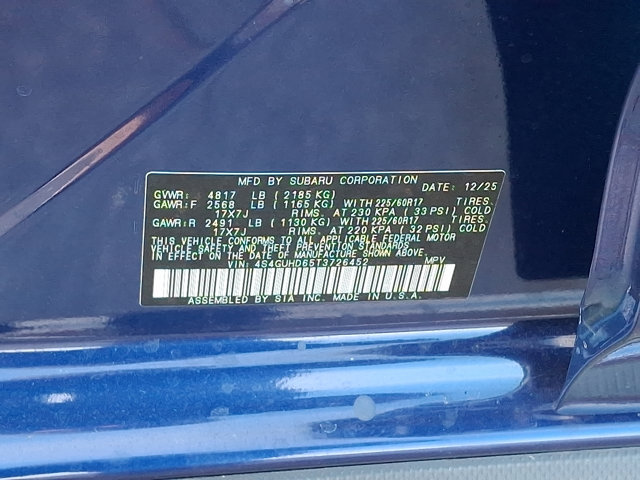 MFD BY SUBARU CORPORATION DATE: 12/25
GVWR: 4817 LB ( 2185 KG)
GAWR:F 2568 LB ( 1165 KG) WITH 225/60R17 TIRES,
17X7J RIMS, AT 230 KPA ( 33 PSI) COLD
GAWR:R 2491 LB ( 1130 KG) WITH 225/60R17 TIRES,
17X7J RIMS, AT 220 KPA ( 32 PSI) COLD
THIS VEHICLE CONFORMS TO ALL APPLICABLE FEDERAL MOTOR
VEHICLE SAFETY AND THEFT PREVENTION STANDARDS
IN EFFECT ON THE DATE OF MANUFACTURE SHOWN ABOVE.
VIN: 4S4GUHD65T3726452 MPV
ASSEMBLED BY SIA INC. MADE IN U.S.A.